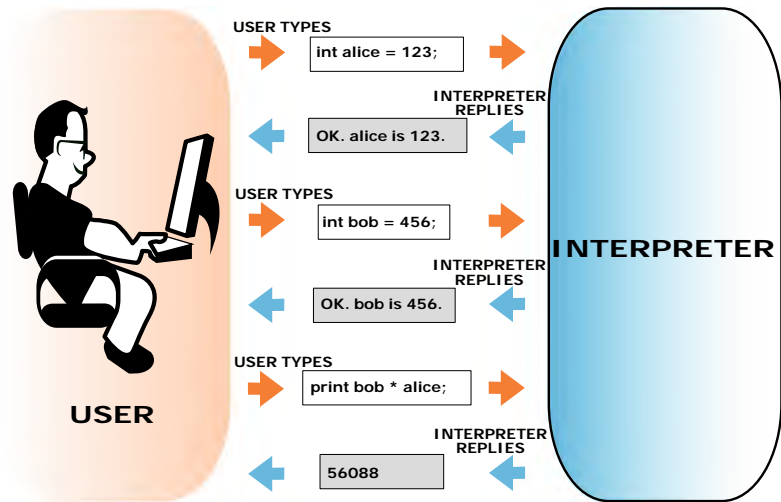 USER TYPES
int alice = 123;
INTERPRETER
REPLIES
OK. alice is 123.
USER TYPES
int bob = 456;
INTERPRETER
INTERPRETER
REPLIES
OK. bob is 456.
USER TYPES
print bob * alice;
USER
INTERPRETER
REPLIES
56088